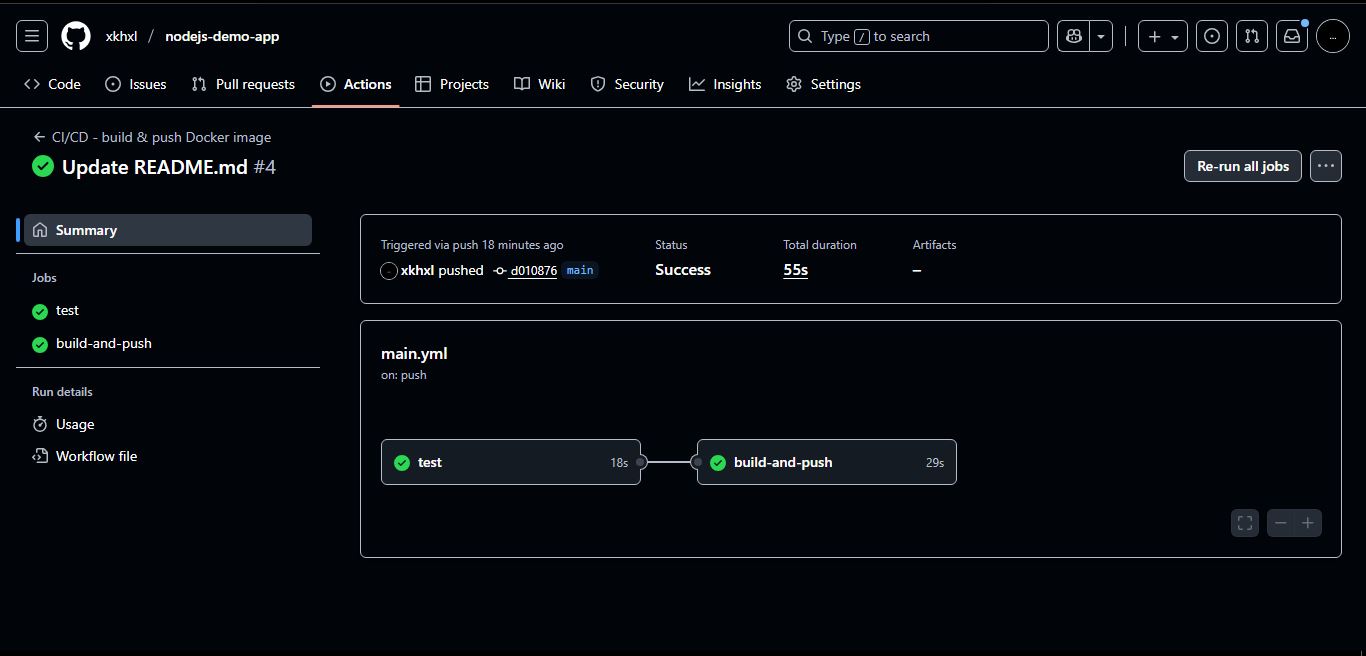 xkhxl / nodejs-demo-app
Type / to search
Code Issues Pull requests Actions Projects Wiki Security Insights Settings
← CI/CD - build & push Docker image
Update README.md #4
Re-run all jobs
Summary
Jobs
test
build-and-push
Run details
Usage
Workflow file
Triggered via push 18 minutes ago
xkhxl pushed d010876 main
Status
Success
Total duration
55s
Artifacts
–
main.yml
on: push
test 18s
build-and-push 29s